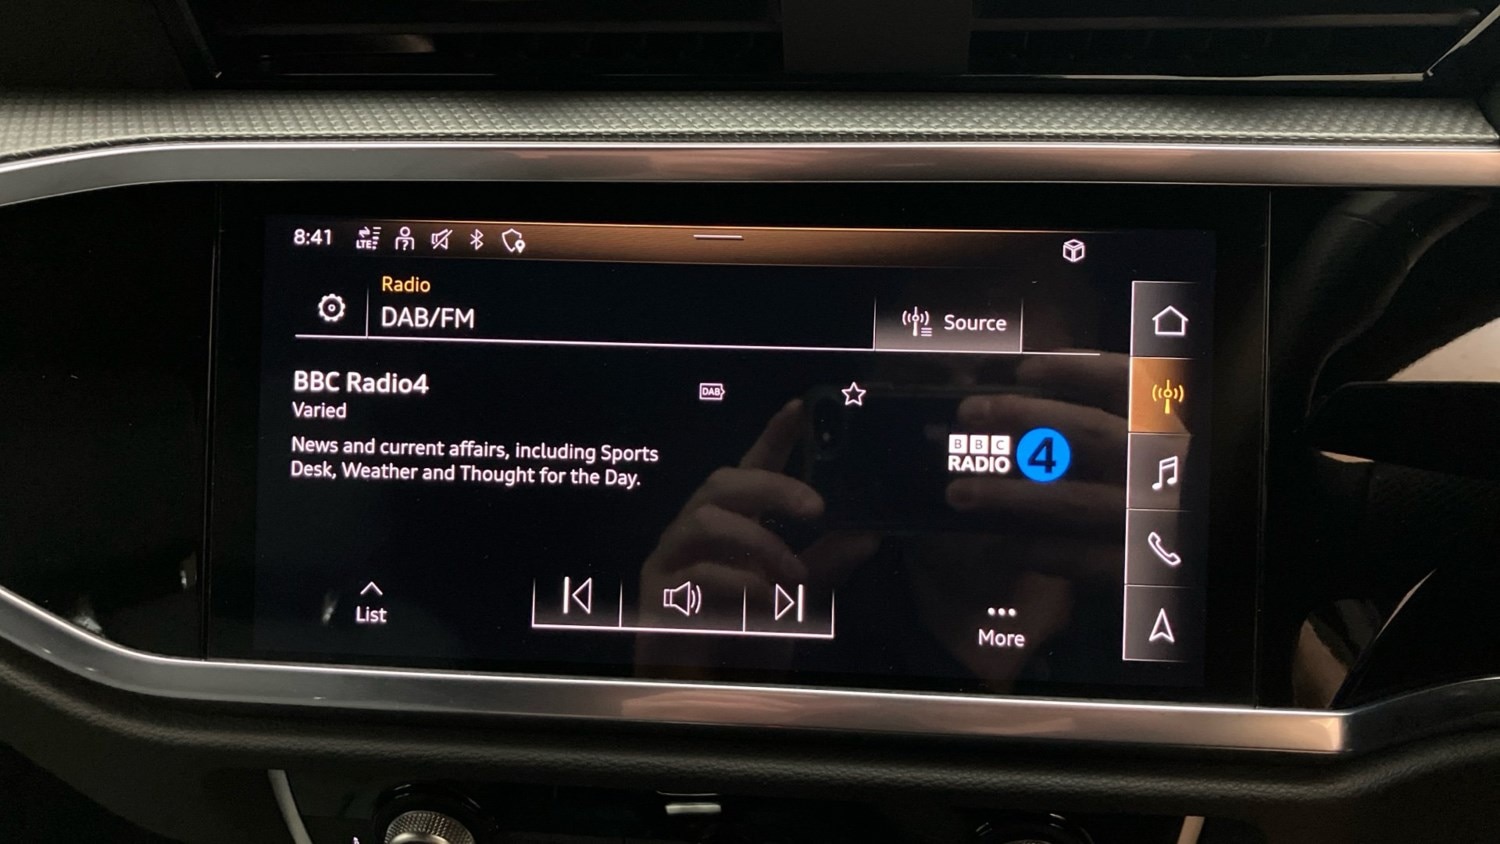 8:41
LTE
Radio
DAB/FM
Source
BBC Radio4
DAB
Varied
News and current affairs, including Sports
Desk, Weather and Thought for the Day.
BBC
RADIO 4
List
More